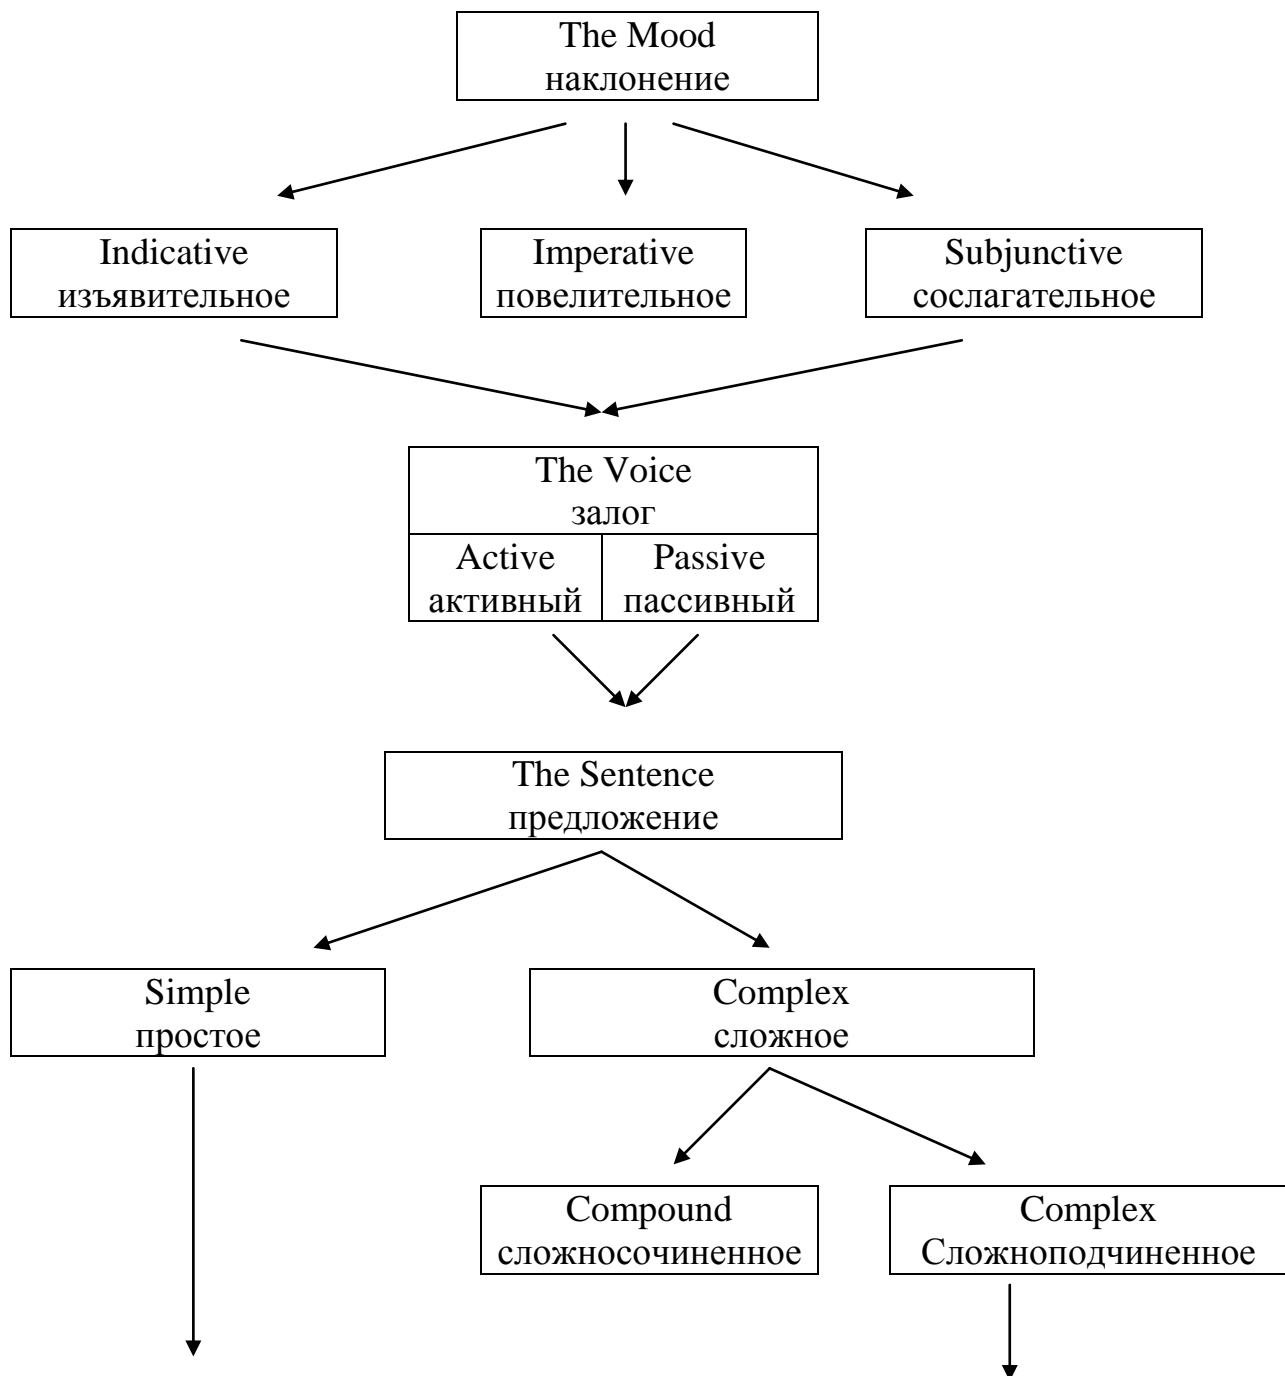 The Mood
наклонение
Indicative
изъявительное
Imperative
повелительное
Subjunctive
сослагательное
The Voice
залог
Active
активный
Passive
пассивный
The Sentence
предложение
Simple
простое
Complex
сложное
Compound
сложносочиненное
Complex
Сложноподчиненное